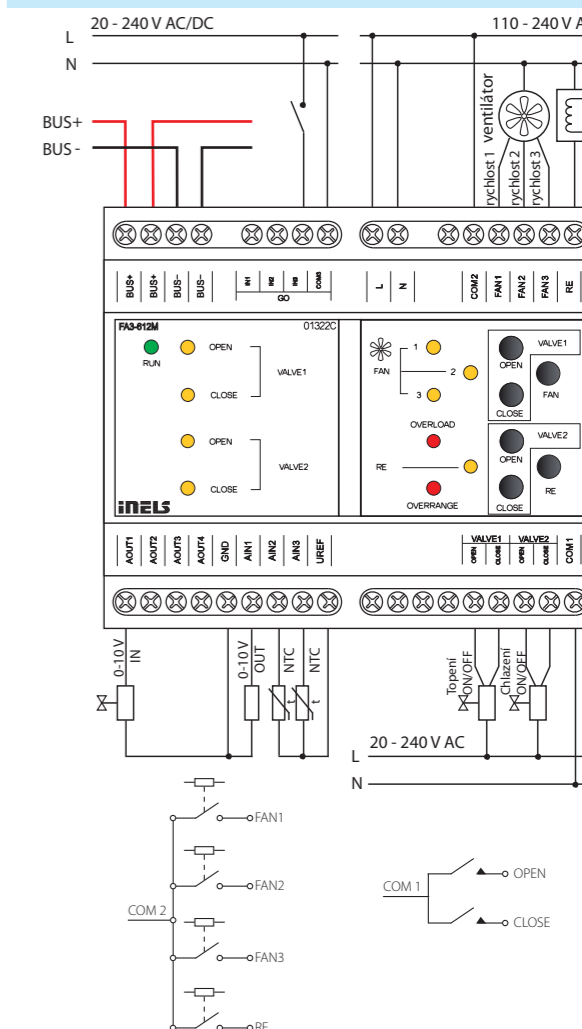 20 - 240 V AC/DC
110 - 240 V A
L
N
BUS+
BUS -
ventilátor
rychlost 1
rychlost 2
rychlost 3
BUS+ BUS+ BUS- BUS- IN1 IN2 IN3 COM3 L N COM2 FAN1 FAN2 FAN3 RE
GO
FA3-612M
01322C
RUN
OPEN
CLOSE
VALVE1
OPEN
CLOSE
VALVE2
iNELS
FAN
1
2
3
OVERLOAD
RE
OVERRANGE
VALVE1
OPEN
FAN
CLOSE
VALVE2
OPEN
RE
CLOSE
AOUT1 AOUT2 AOUT3 AOUT4 GND AIN1 AIN2 AIN3 UREF
VALVE1 VALVE2
OPEN CLOSE OPEN CLOSE COM1
0-10 V
IN
0-10 V
OUT
NTC
NTC
t
t
Topení
ON/OFF
Chlazení
ON/OFF
20 - 240 V AC
L
N
FAN1
FAN2
COM 2
FAN3
RE
COM 1
OPEN
CLOSE